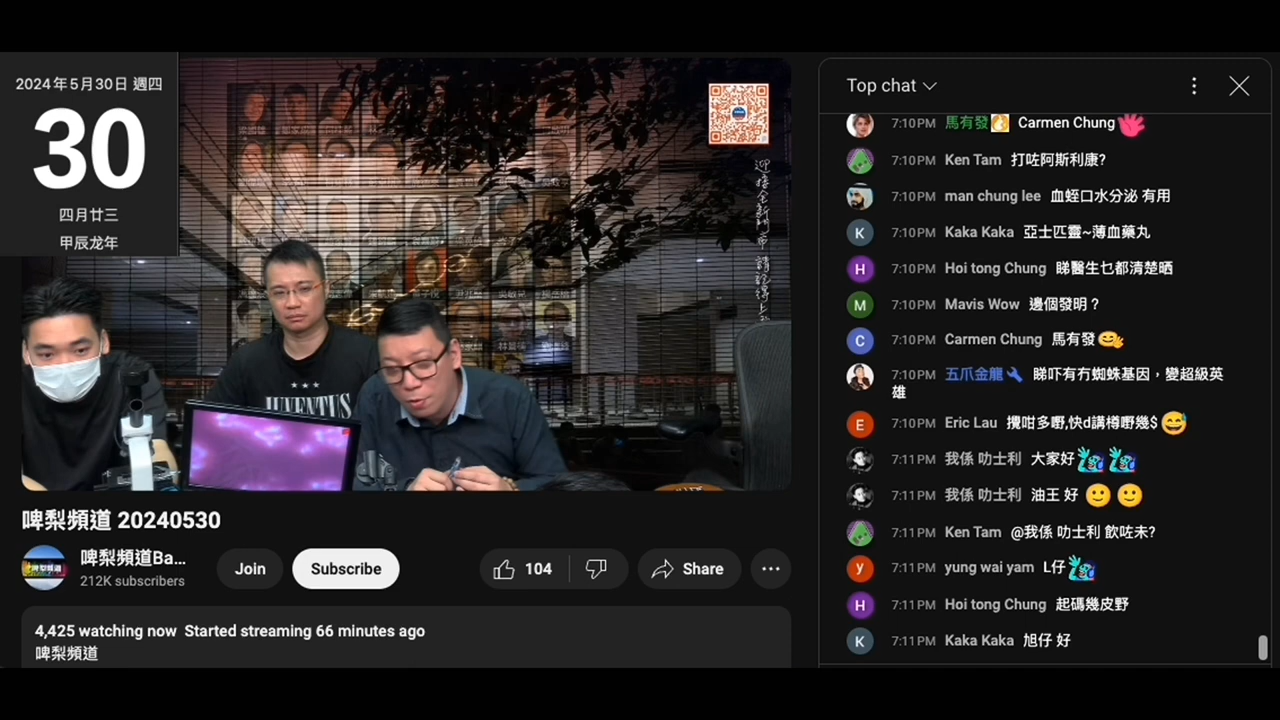 2024年5月30日 週四
30
四月廿三
甲辰龙年
JUVENTUS
啤梨頻道 20240530
啤梨頻道Ba...
212K subscribers
Join
Subscribe
104
Share
4,425 watching now Started streaming 66 minutes ago
啤梨頻道
Top chat
7:10PM 馬有發 Carmen Chung
7:10PM Ken Tam 打咗阿斯利康?
7:10PM man chung lee 血蛭口水分泌 有用
7:10PM Kaka Kaka 亞士匹靈~薄血藥丸
7:10PM Hoi tong Chung 睇醫生乜都清楚晒
7:10PM Mavis Wow 邊個發明？
7:10PM Carmen Chung 馬有發
7:10PM 五爪金龍 睇吓有冇蜘蛛基因，變超級英
雄
7:10PM Eric Lau 攪咁多嘢,快d講樽嘢幾$
7:11PM 我係 叻士利 大家好
7:11PM 我係 叻士利 油王 好
7:11PM Ken Tam @我係 叻士利 飲咗未?
7:11PM yung wai yam L仔
7:11PM Hoi tong Chung 起碼幾皮野
7:11PM Kaka Kaka 旭仔 好